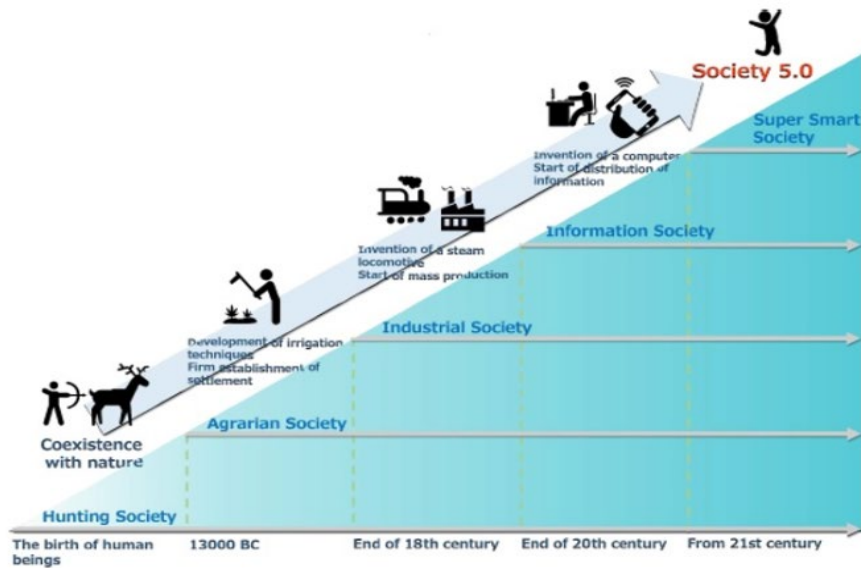 Society 5.0
Super Smart
Society
Invention of a computer
Start of distribution of
information
Information Society
Invention of a steam
locomotive
Start of mass production
Industrial Society
Development of irrigation
techniques
Firm establishment of
settlement
Agrarian Society
Coexistence
with nature
Hunting Society
The birth of human
beings
13000 BC
End of 18th century
End of 20th century
From 21st century